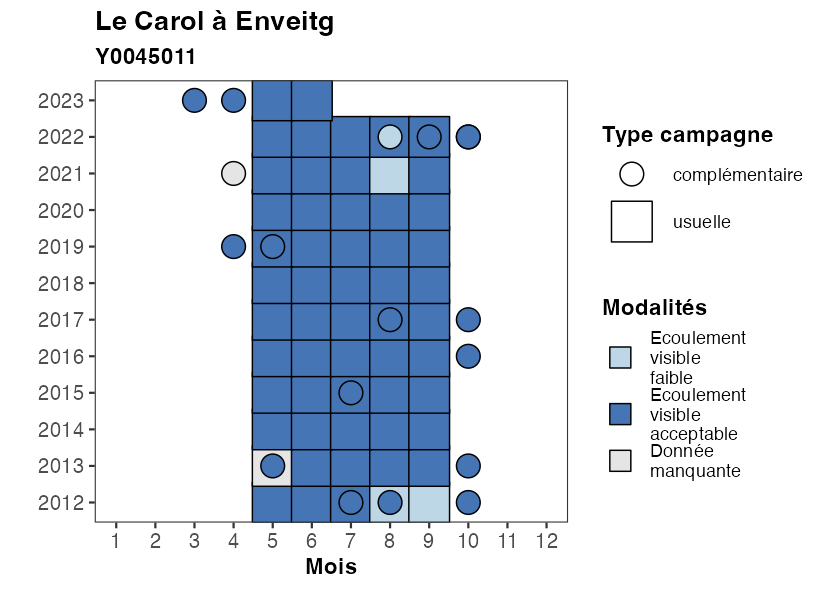 Le Carol à Enveitg
Y0045011
2023
2022
2021
2020
2019
2018
2017
2016
2015
2014
2013
2012
1 2 3 4 5 6 7 8 9 10 11 12
Mois
Type campagne
complémentaire
usuelle
Modalités
Ecoulement
visible
faible
Ecoulement
visible
acceptable
Donnée
manquante